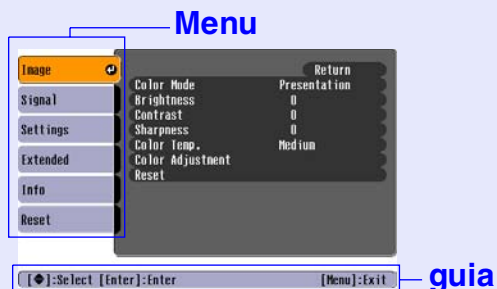 Menu
Image
Signal
Settings
Extended
Info
Reset
Return
Color Mode Presentation
Brightness 0
Contrast 0
Sharpness 0
Color Temp. Medium
Color Adjustment
Reset
[◆]:Select [Enter]:Enter [Menu]:Exit
guia